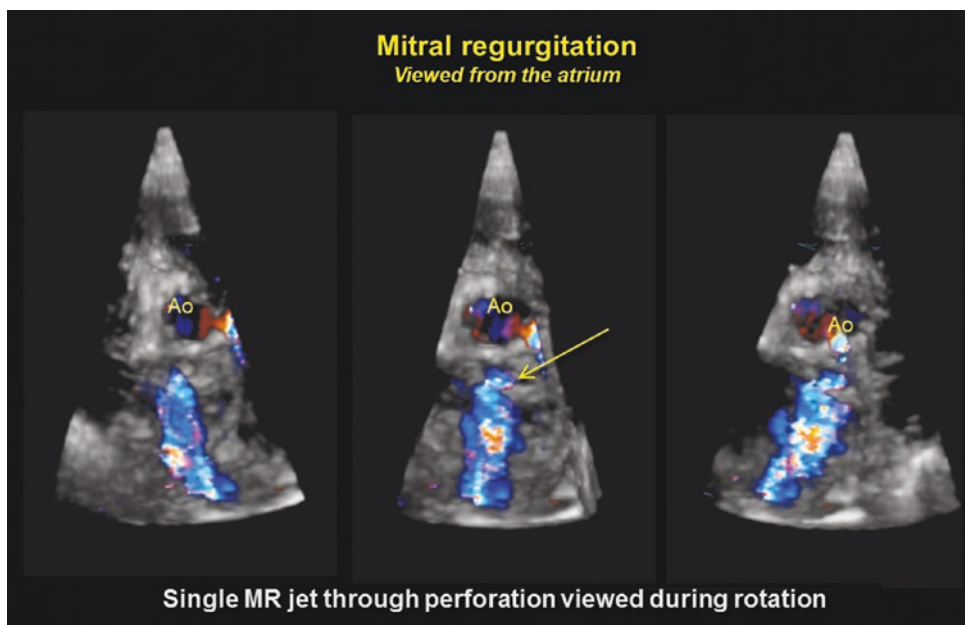 Mitral regurgitation
Viewed from the atrium
Ao
Ao
Ao
Single MR jet through perforation viewed during rotation